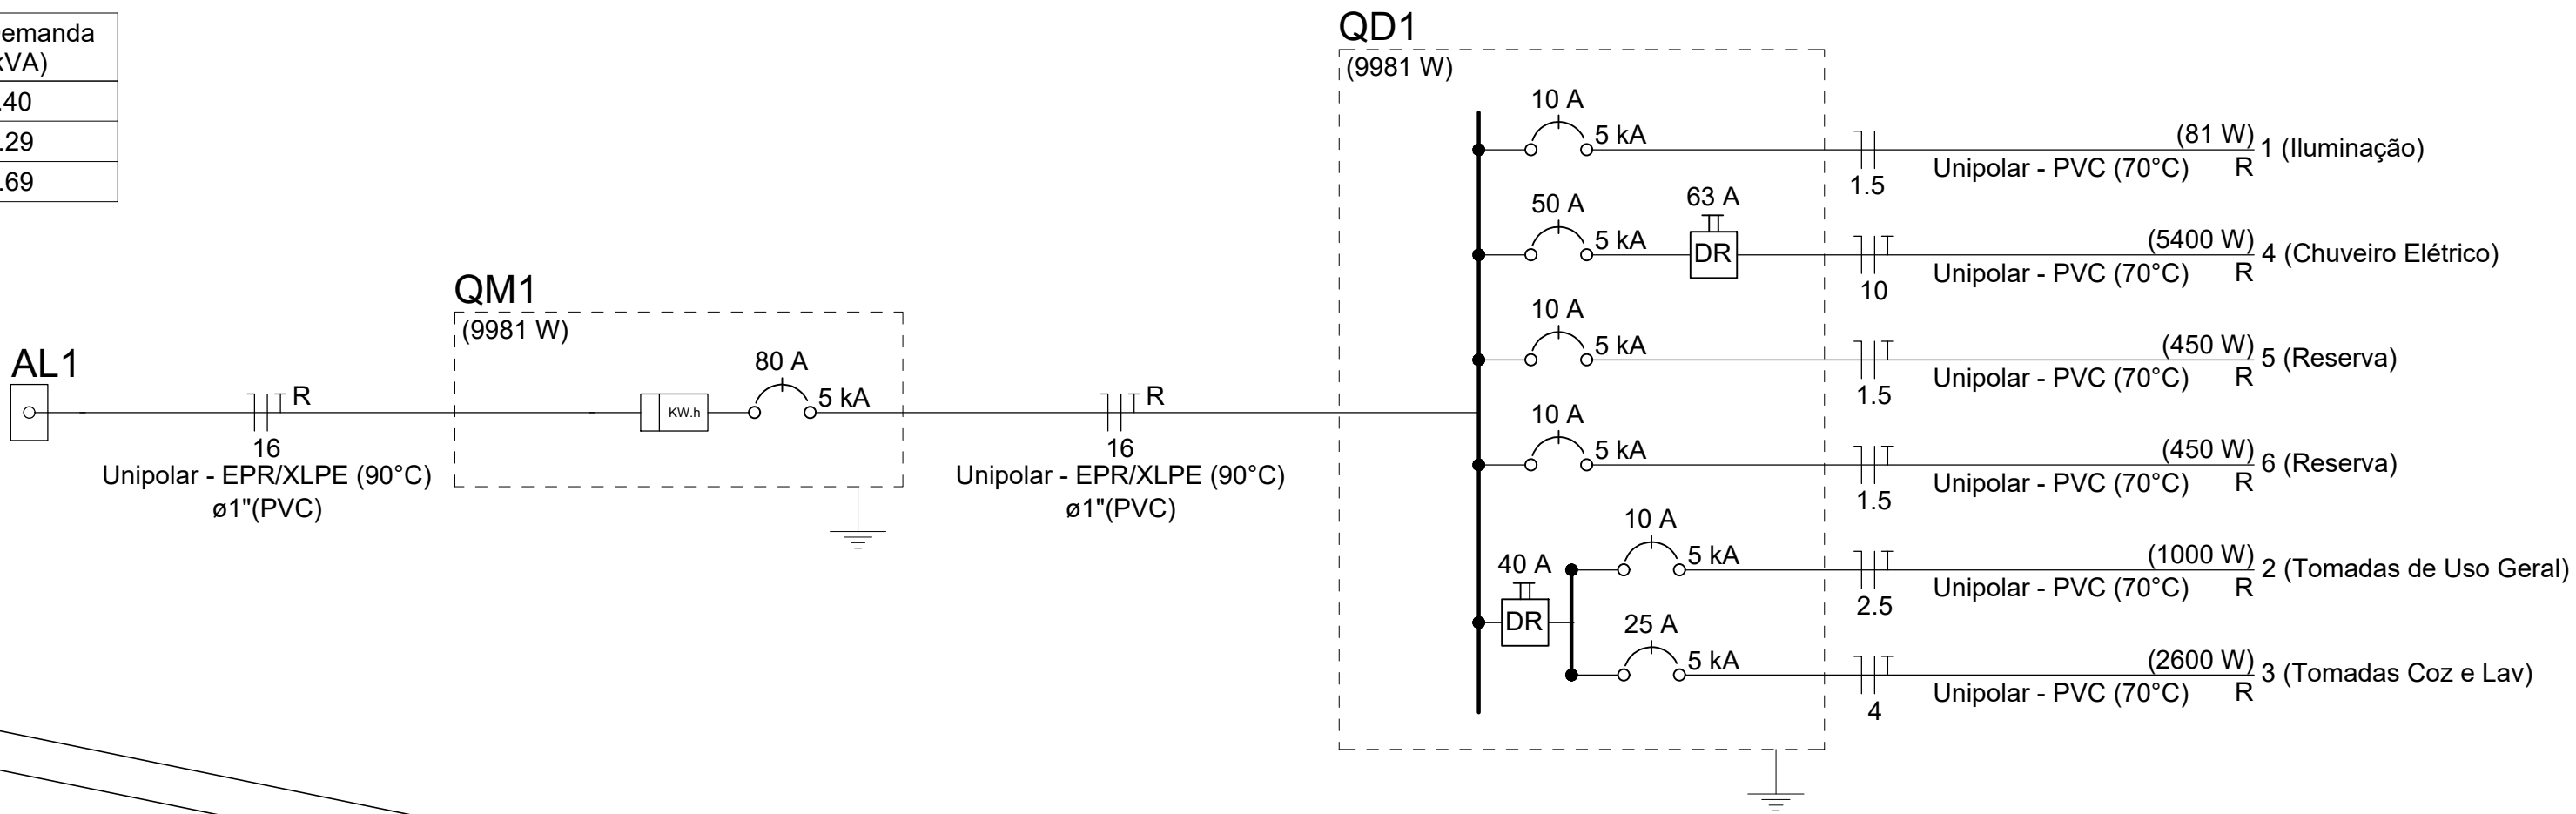 emanda
kVA)
.40
.29
.69
AL1
R
16
Unipolar - EPR/XLPE (90°C)
ø1"(PVC)
QM1
(9981 W)
KW.h
80 A
5 kA
R
16
Unipolar - EPR/XLPE (90°C)
ø1"(PVC)
QD1
(9981 W)
10 A
5 kA
1.5
(81 W)
Unipolar - PVC (70°C) R
1 (Iluminação)
50 A
5 kA
63 A
DR
10
(5400 W)
Unipolar - PVC (70°C) R
4 (Chuveiro Elétrico)
10 A
5 kA
1.5
(450 W)
Unipolar - PVC (70°C) R
5 (Reserva)
10 A
5 kA
1.5
(450 W)
Unipolar - PVC (70°C) R
6 (Reserva)
40 A
DR
10 A
5 kA
2.5
(1000 W)
Unipolar - PVC (70°C) R
2 (Tomadas de Uso Geral)
25 A
5 kA
4
(2600 W)
Unipolar - PVC (70°C) R
3 (Tomadas Coz e Lav)